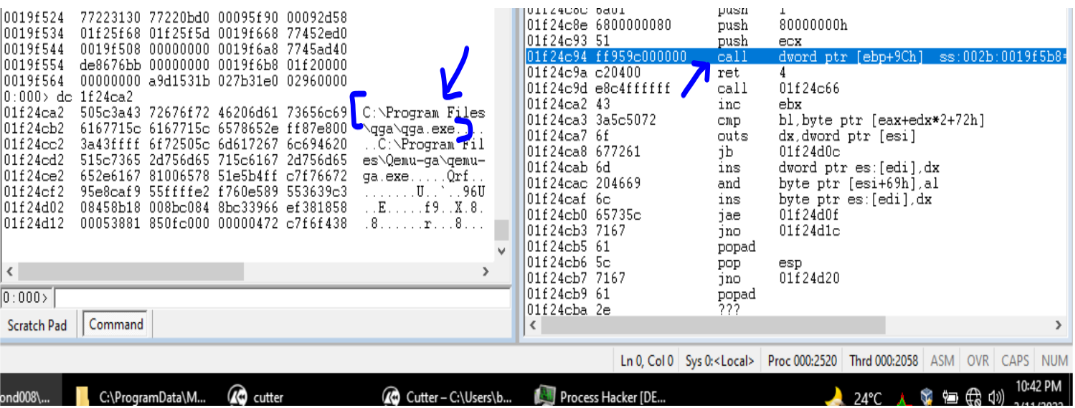 0019f524 77223130 77220bd0 00095f90 00092d58
0019f534 01f25f68 01f25f5d 0019f668 77452ed0
0019f544 0019f508 00000000 0019f6a8 7745ad40
0019f554 de8676bb 00000000 0019f6b8 01f20000
0019f564 00000000 a9d1531b 027b31e0 02960000
0:000> dc 1f24ca2
01f24ca2 505c3a43 72676f72 46206d61 73656c69 C:\Program Files
01f24cb2 6167715c 6167715c 6578652e ff87e800 \qga\qga.exe....
01f24cc2 3a43ffff 6f72505c 6d617267 6c694620 ..C:\Program Fil
01f24cd2 515c7365 2d756d65 715c6167 2d756d65 es\Qemu-ga\qemu-
01f24ce2 652e6167 81006578 51e5b4ff c7f76672 ga.exe.....Qrf..
01f24cf2 95e8caf9 55ffffe2 f760e589 553639c3 .......U..`..96U
01f24d02 08458b18 008bc084 8bc33966 ef381858 ..E.....f9..X.8.
01f24d12 00053881 850fc000 00000472 c7f6f438 .8......r...8...
0:000>
Scratch Pad Command
01f24c8c 6a01 push 1
01f24c8e 6800000080 push 80000000h
01f24c93 51 push ecx
01f24c94 ff959c000000 call dword ptr [ebp+9Ch] ss:002b:0019f5b8=
01f24c9a c20400 ret 4
01f24c9d e8c4ffffff call 01f24c66
01f24ca2 43 inc ebx
01f24ca3 3a5c5072 cmp bl,byte ptr [eax+edx*2+72h]
01f24ca7 6f outs dx,dword ptr [esi]
01f24ca8 677261 jb 01f24d0c
01f24cab 6d ins dword ptr es:[edi],dx
01f24cac 204669 and byte ptr [esi+69h],al
01f24caf 6c ins byte ptr es:[edi],dx
01f24cb0 65735c jae 01f24d0f
01f24cb3 7167 jno 01f24d1c
01f24cb5 61 popad
01f24cb6 5c pop esp
01f24cb7 7167 jno 01f24d20
01f24cb9 61 popad
01f24cba 2e ???
Ln 0, Col 0 Sys 0:<Local> Proc 000:2520 Thrd 000:2058 ASM OVR CAPS NUM
ond008\... C:\ProgramData\M... cutter Cutter – C:\Users\b... Process Hacker [DE... 24°C 10:42 PM